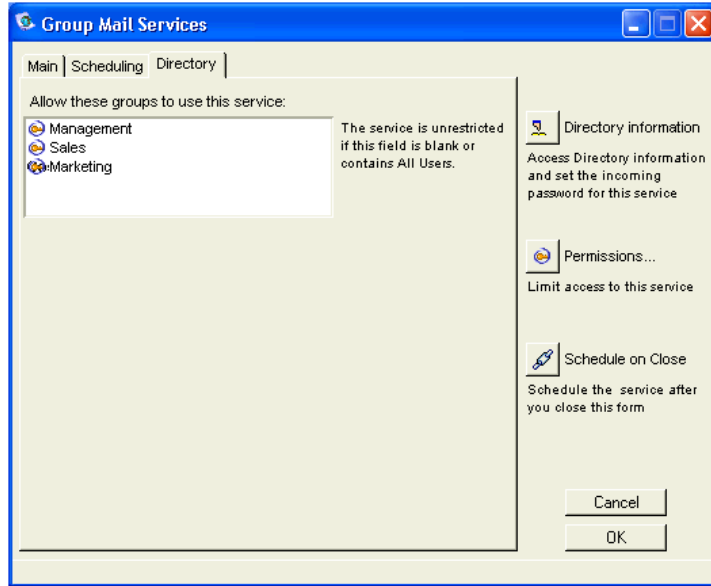 Group Mail Services
Main
Scheduling
Directory
Allow these groups to use this service:
Management
Sales
Marketing
The service is unrestricted
if this field is blank or
contains All Users.
Directory information
Access Directory information
and set the incoming
password for this service
Permissions...
Limit access to this service
Schedule on Close
Schedule the service after
you close this form
Cancel
OK